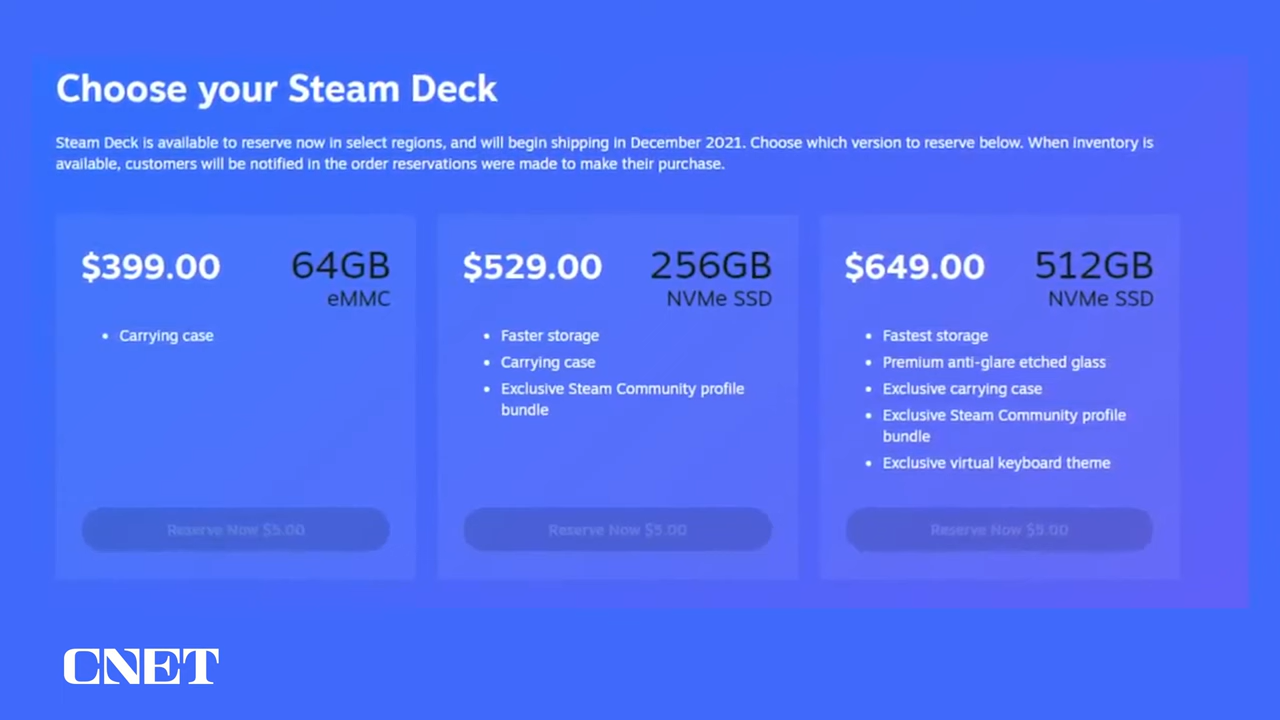 Choose your Steam Deck
Steam Deck is available to reserve now in select regions, and will begin shipping in December 2021. Choose which version to reserve below. When inventory is
available, customers will be notified in the order reservations were made to make their purchase.
$399.00
64GB
eMMC
• Carrying case
Reserve Now $5.00
$529.00
256GB
NVMe SSD
• Faster storage
• Carrying case
• Exclusive Steam Community profile
bundle
Reserve Now $5.00
$649.00
512GB
NVMe SSD
• Fastest storage
• Premium anti-glare etched glass
• Exclusive carrying case
• Exclusive Steam Community profile
bundle
• Exclusive virtual keyboard theme
Reserve Now $5.00
CNET